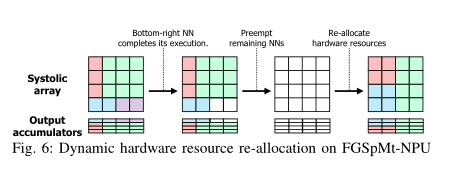 Bottom-right NN
completes its execution.
Preempt
remaining NNs
Re-allocate
hardware resources
Systolic
array
Output
accumulators
Fig. 6: Dynamic hardware resource re-allocation on FGSpMt-NPU